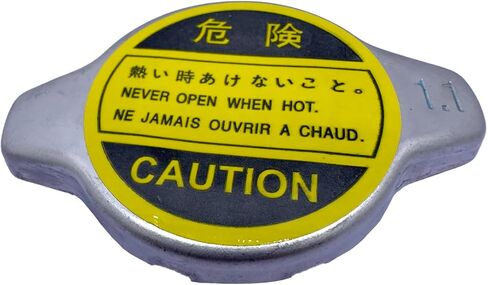 危険
熱い時あけないこと。
NEVER OPEN WHEN HOT.
NE JAMAIS OUVRIR A CHAUD.
CAUTION
1.1